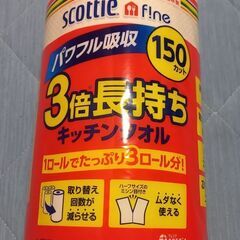 scottie fine
パワフル吸収
150カット
3倍長持ち
キッチンタオル
1ロールでたっぷり3ロール分!
取り替え
回数が
減らせる
ハーフサイズの
ミシン目付き
ムダなく
使える